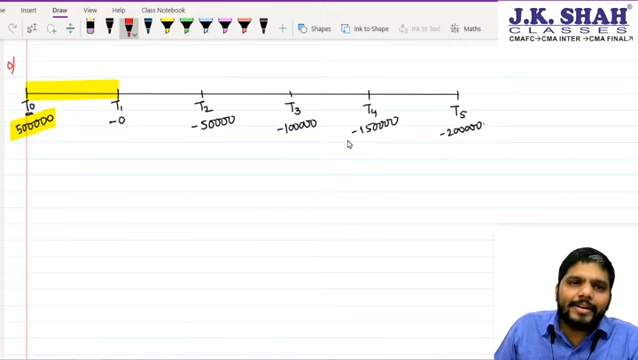 Insert
Draw
View
Help
Class Notebook
Shapes
Ink to Shape
Ink to Text
J.K. SHAH®
CLASSES
CMAFC→CMA INTER→CMA FINAL↗
T0 T1 T2 T3 T4 T5
500000 -0 -50000 -100000 -150000 -200000